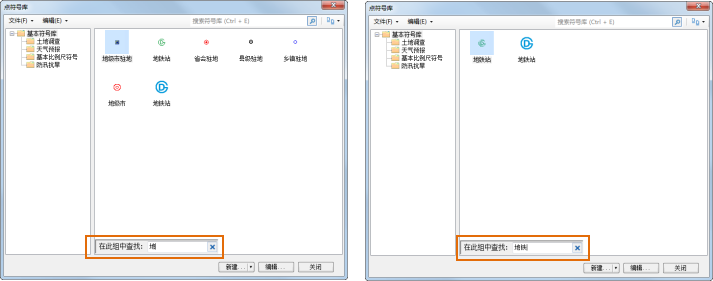 点符号库
文件(F) 编辑(E) 搜索符号库 (Ctrl + E)
基本符号库
土地调查
天气预报
基本比例尺符号
防汛抗旱
地级市驻地 地铁站 省会驻地 县级驻地 乡镇驻地
地级市 地铁站
在此组中查找: 地
新建... 编辑... 关闭
点符号库
文件(F) 编辑(E) 搜索符号库 (Ctrl + E)
基本符号库
土地调查
天气预报
基本比例尺符号
防汛抗旱
地铁站 地铁站
在此组中查找: 地铁
新建... 编辑... 关闭